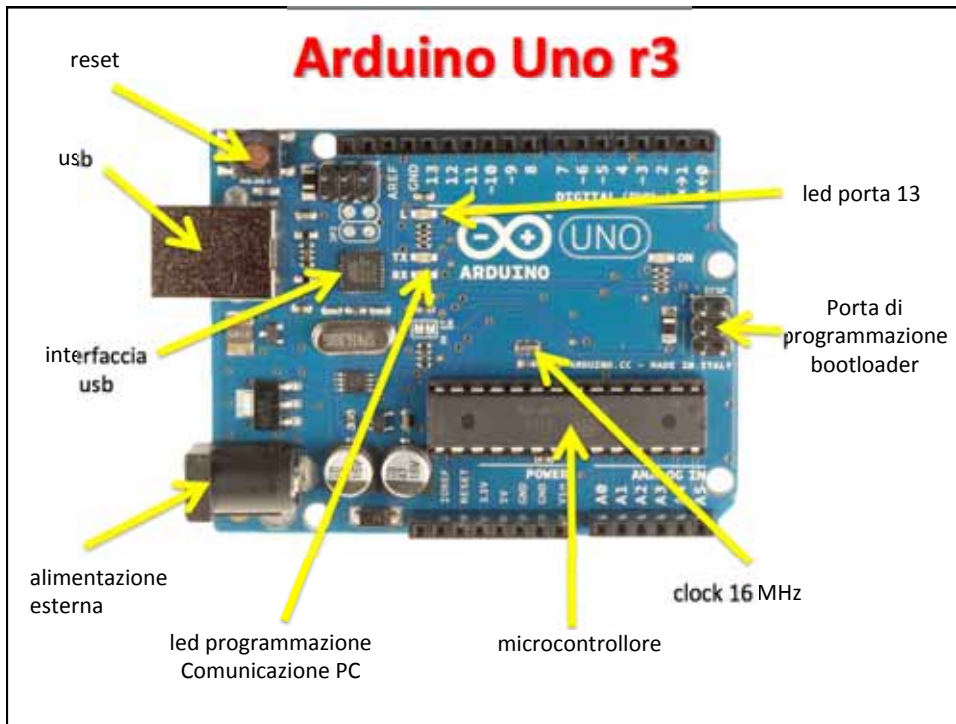 Arduino Uno r3
reset
usb
led porta 13
Porta di
programmazione
bootloader
interfaccia
usb
alimentazione
esterna
led programmazione
Comunicazione PC
microcontrollore
clock 16 MHz
AREF
GND
13
12
~11
~10
~9
8
7
~6
~5
4
~3
2
L
TX
RX
ON
ARDUINO
UNO
ARDUINO.CC - MADE IN ITALY
IOREF
RESET
3.3V
5V
GND
GND
POWER
ANALOG IN
A0
A1
A2
A3
A5